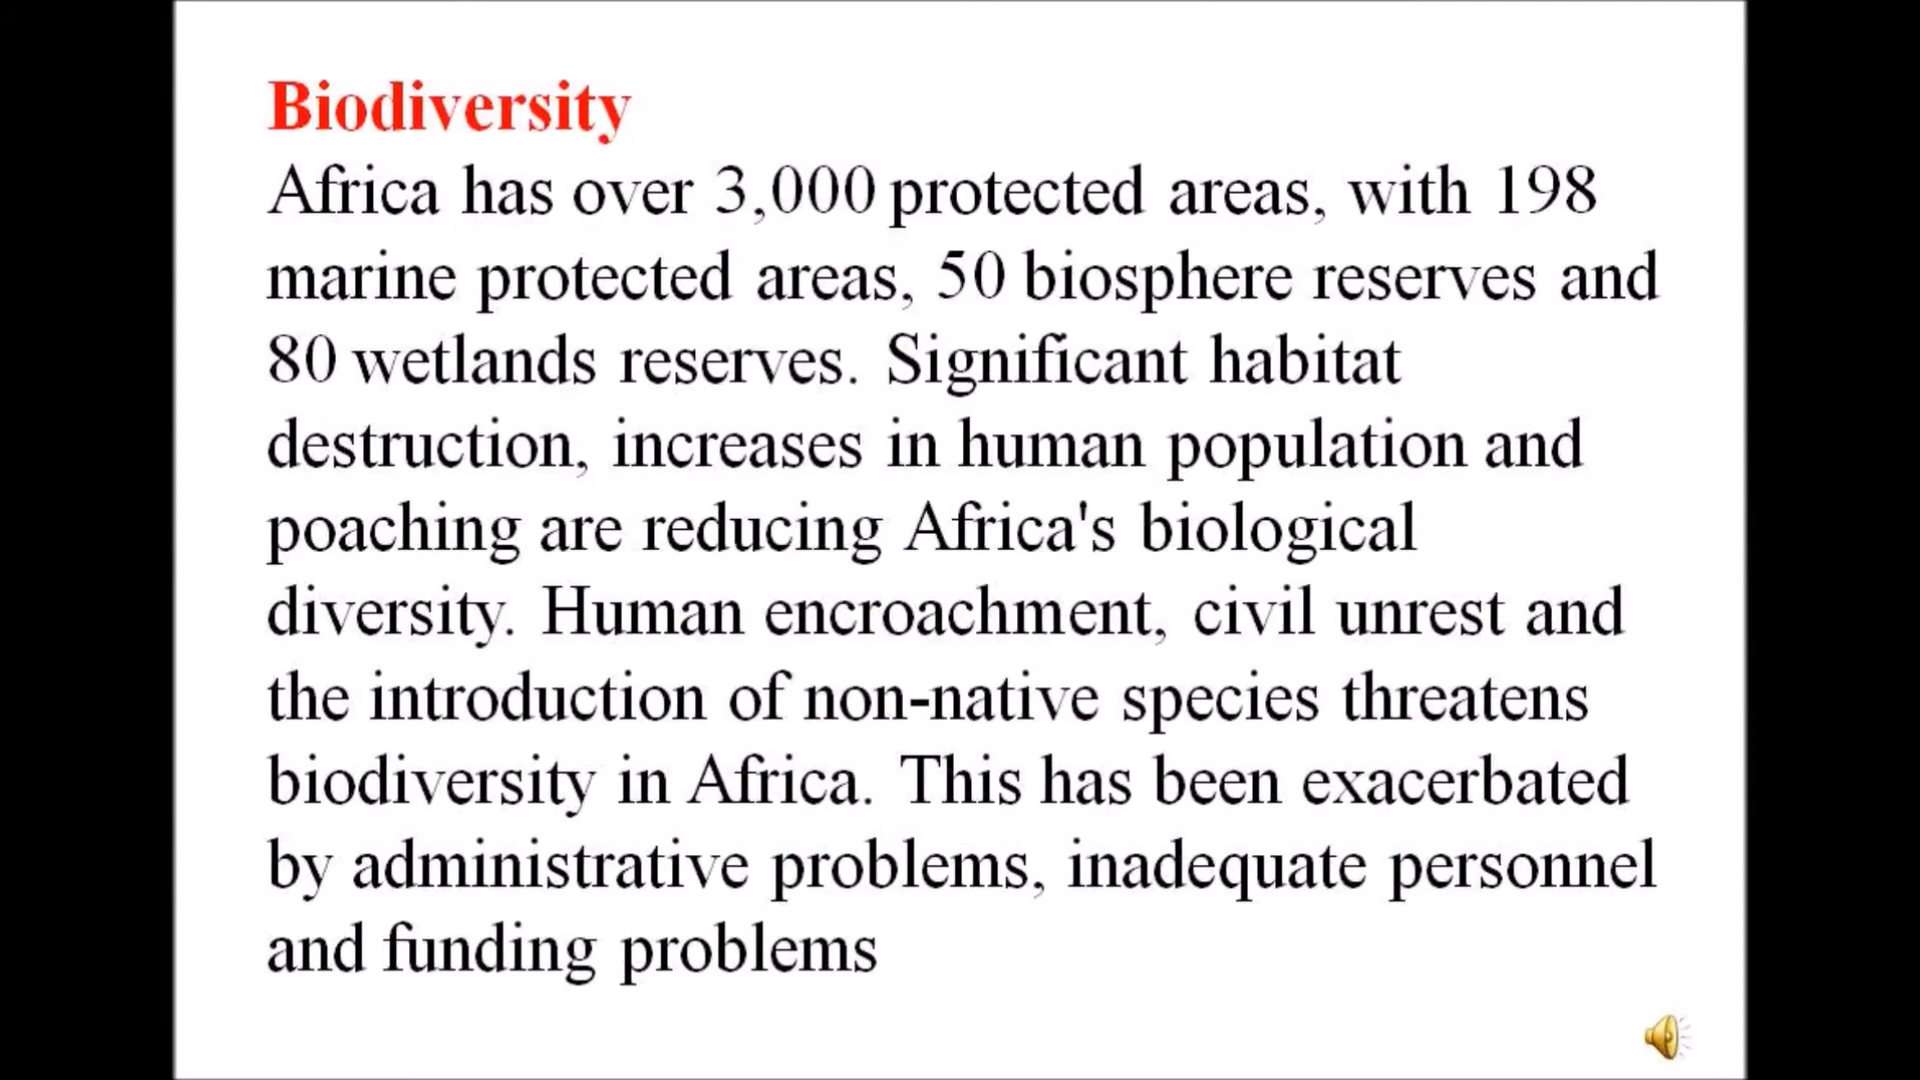 Biodiversity
Africa has over 3,000 protected areas, with 198
marine protected areas, 50 biosphere reserves and
80 wetlands reserves. Significant habitat
destruction, increases in human population and
poaching are reducing Africa's biological
diversity. Human encroachment, civil unrest and
the introduction of non-native species threatens
biodiversity in Africa. This has been exacerbated
by administrative problems, inadequate personnel
and funding problems